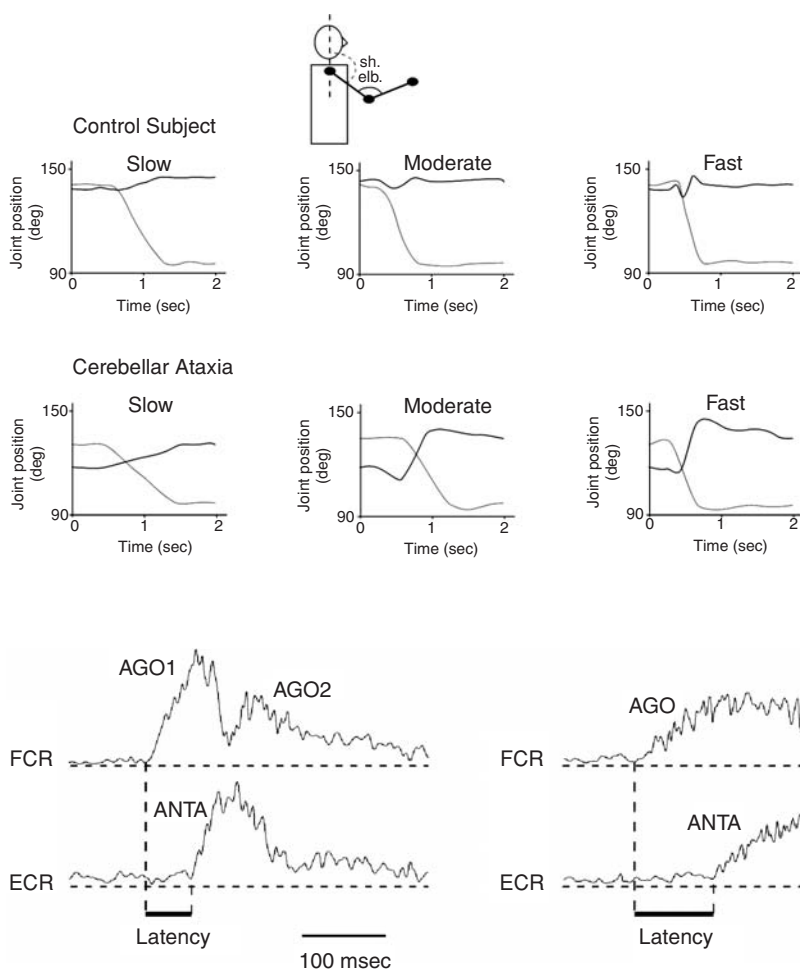 sh.
elb.
Control Subject
Slow
Moderate
Fast
150
150
150
Joint position
(deg)
Joint position
(deg)
Joint position
(deg)
90
90
90
0 1 2
0 1 2
0 1 2
Time (sec)
Time (sec)
Time (sec)
Cerebellar Ataxia
Slow
Moderate
Fast
150
150
150
Joint position
(deg)
Joint position
(deg)
Joint position
(deg)
90
90
90
0 1 2
0 1 2
0 1 2
Time (sec)
Time (sec)
Time (sec)
AGO1
AGO2
FCR
ANTA
ECR
Latency
100 msec
AGO
FCR
ANTA
ECR
Latency